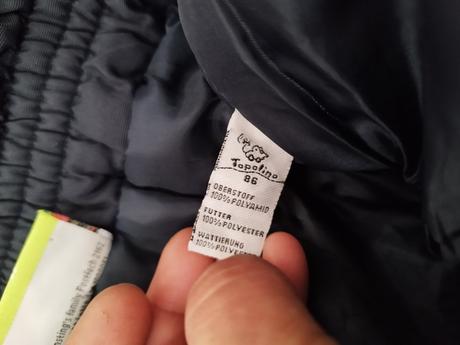 Topolino
86
OBERSTOFF
100% POLYAMID
FUTTER
100% POLYESTER
WATTIERUNG
100% POLYESTER